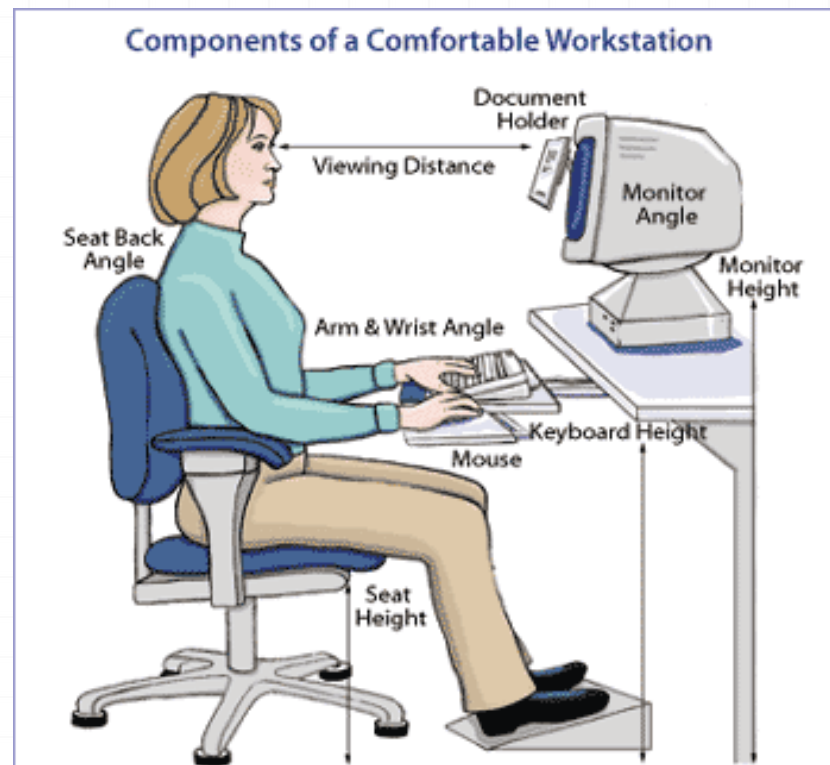 Components of a Comfortable Workstation
Document
Holder
Viewing Distance
Monitor
Angle
Seat Back
Angle
Monitor
Height
Arm & Wrist Angle
Keyboard Height
Mouse
Seat
Height